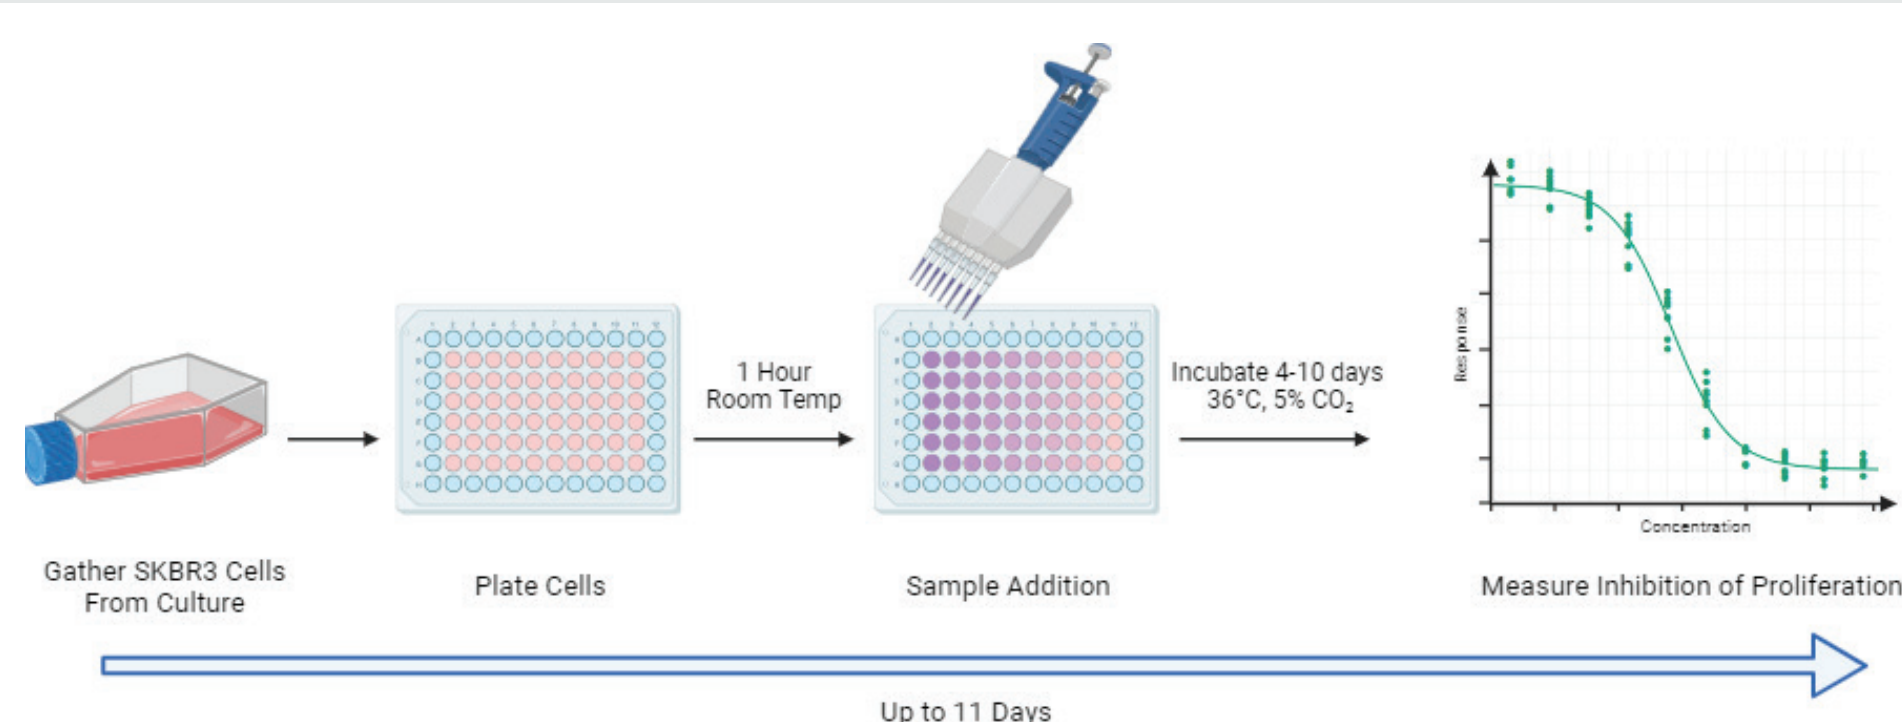 1 Hour
Room Temp
Incubate 4-10 days
36°C, 5% CO₂
Response
Concentration
Gather SKBR3 Cells
From Culture
Plate Cells
Sample Addition
Measure Inhibition of Proliferation
Up to 11 Days